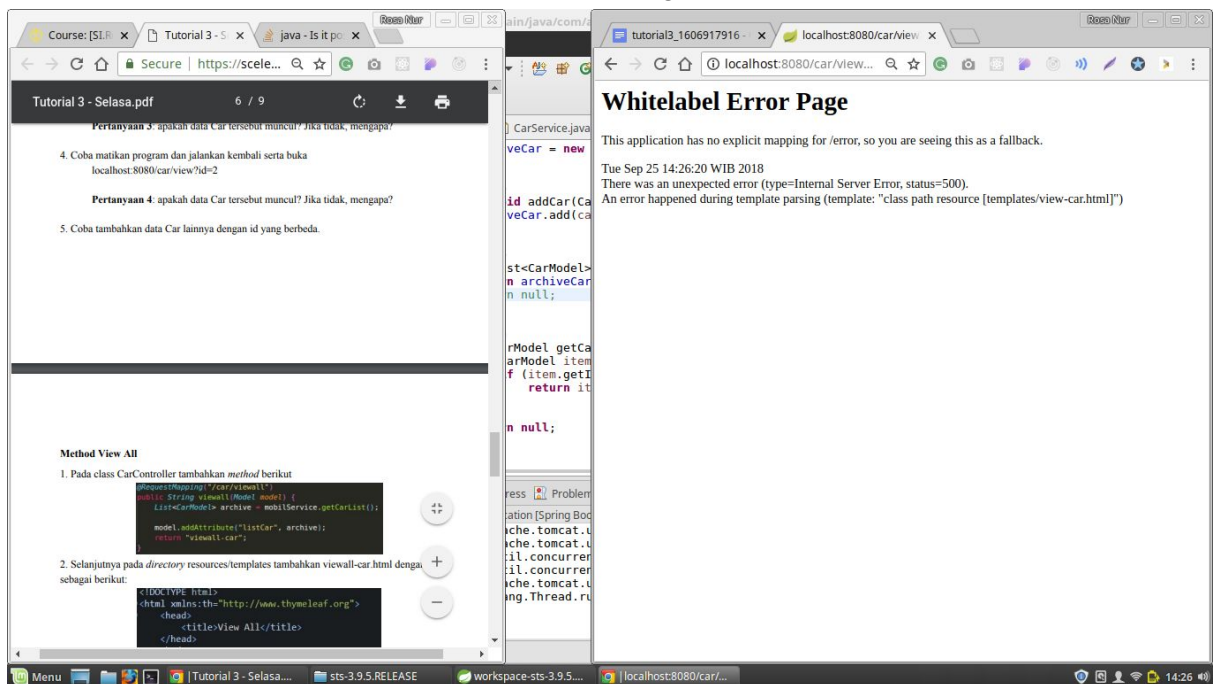 Rosa Nur
Course: [SI.R
Tutorial 3 - S
java - Is it po
Secure
https://scele...
Tutorial 3 - Selasa.pdf
6 / 9
Pertanyaan 3: apakah data Car tersebut muncul? Jika tidak, mengapa?
4. Coba matikan program dan jalankan kembali serta buka
localhost:8080/car/view?id=2
Pertanyaan 4: apakah data Car tersebut muncul? Jika tidak, mengapa?
5. Coba tambahkan data Car lainnya dengan id yang berbeda.
Method View All
1. Pada class CarController tambahkan method berikut
@RequestMapping("/car/viewall")
public String viewall(Model model) {
List<CarModel> archive = mobilService.getCarList();
model.addAttribute("listCar", archive);
return "viewall-car";
}
2. Selanjutnya pada directory resources/templates tambahkan viewall-car.html denga
sebagai berikut:
<!DOCTYPE html>
<html xmlns:th="http://www.thymeleaf.org">
<head>
<title>View All</title>
</head>
ain/java/com/a
CarService.java
veCar = new
id addCar(Ca
veCar.add(ca
st<CarModel>
n archiveCar
n null;
rModel getCa
arModel item
f (item.getI
return it
n null;
ress
Problem
cation [Spring Boo
ache.tomcat.u
ache.tomcat.u
til.concurren
til.concurren
ache.tomcat.u
ang.Thread.ru
Rosa Nur
tutorial3_1606917916 -
localhost:8080/car/view
localhost:8080/car/view...
Whitelabel Error Page
This application has no explicit mapping for /error, so you are seeing this as a fallback.
Tue Sep 25 14:26:20 WIB 2018
There was an unexpected error (type=Internal Server Error, status=500).
An error happened during template parsing (template: "class path resource [templates/view-car.html]")
Menu
Tutorial 3 - Selasa....
sts-3.9.5.RELEASE
workspace-sts-3.9.5....
localhost:8080/car/...
14:26